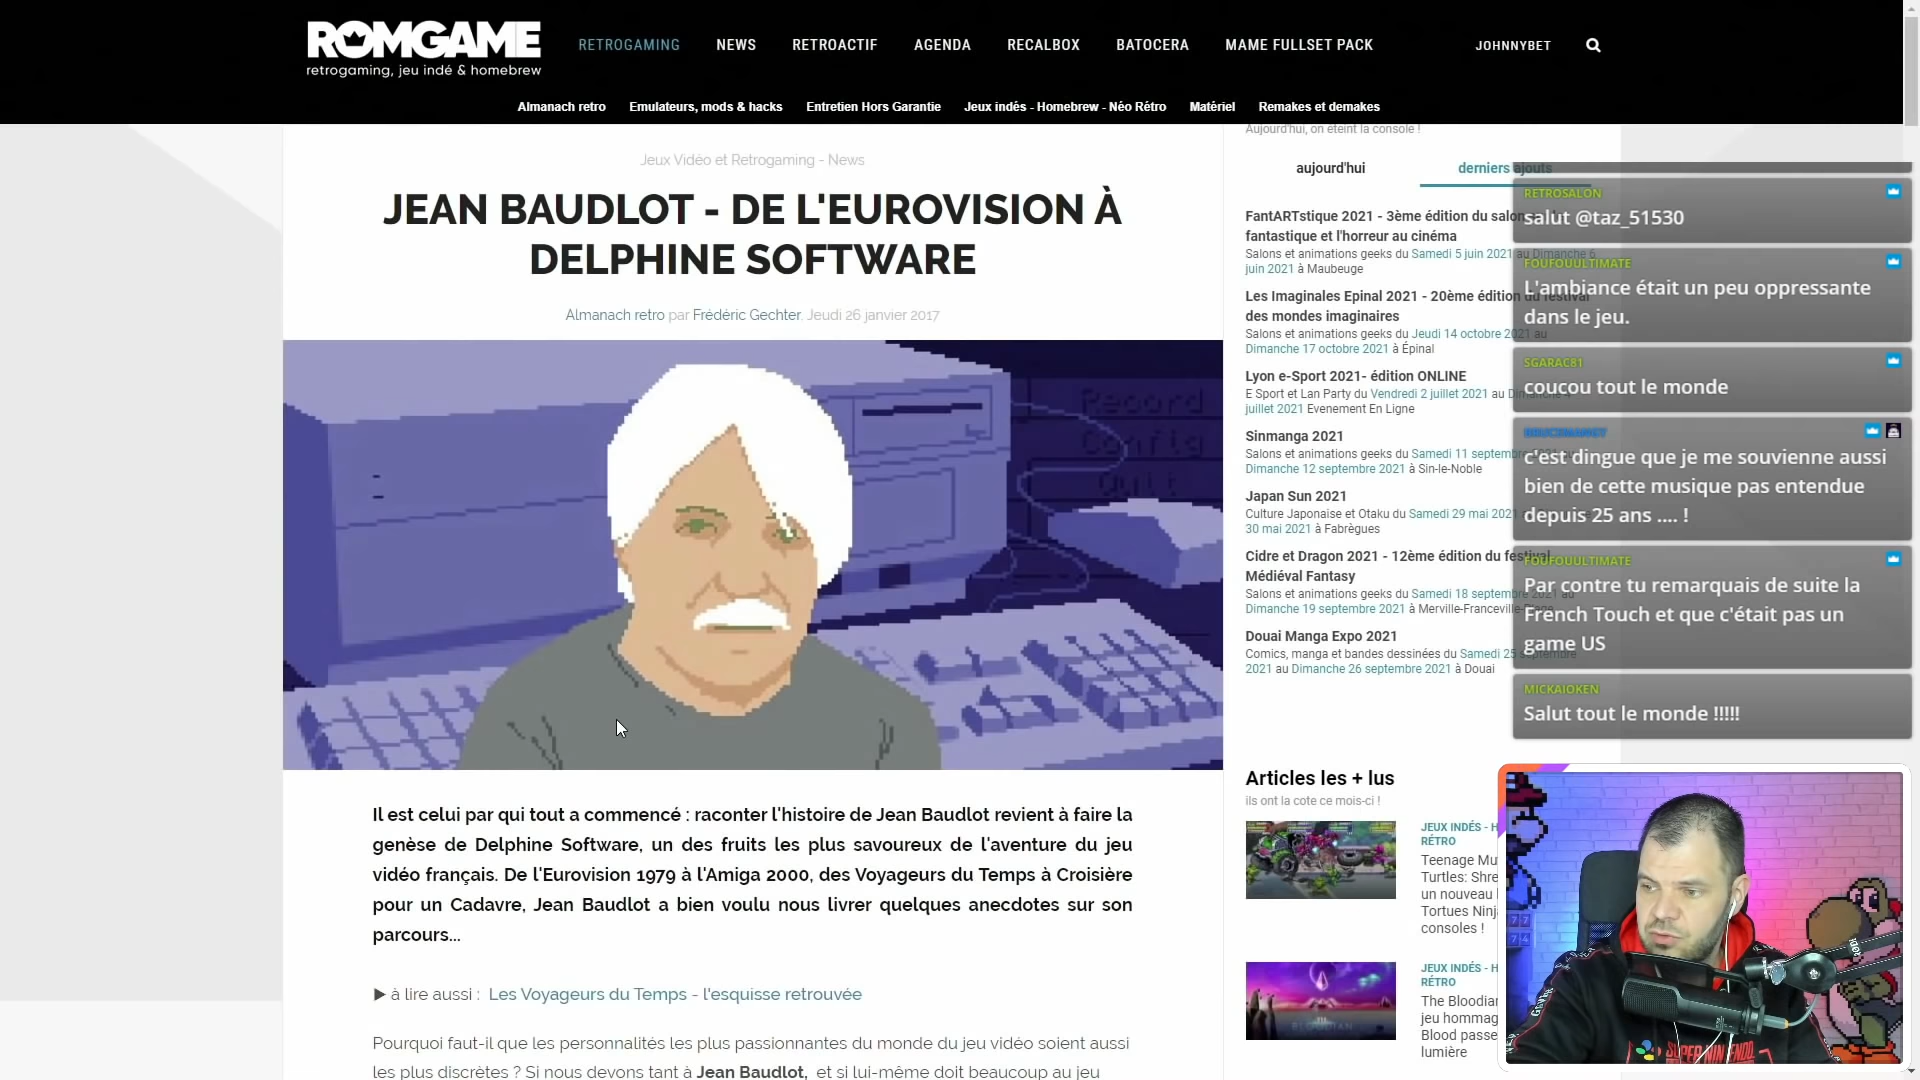 ROMGAME
retrogaming, jeu indé & homebrew
RETROGAMING NEWS RETROACTIF AGENDA RECALBOX BATOCERA MAME FULLSET PACK JOHNNYBET
Almanach retro Emulateurs, mods & hacks Entretien Hors Garantie Jeux indés - Homebrew - Néo Rétro Matériel Remakes et demakes
Jeux Vidéo et Retrogaming - News
JEAN BAUDLOT - DE L'EUROVISION À
DELPHINE SOFTWARE
Almanach retro par Frédéric Gechter. Jeudi 26 janvier 2017
Record
Config
Quit
Il est celui par qui tout a commencé : raconter l'histoire de Jean Baudlot revient à faire la
genèse de Delphine Software, un des fruits les plus savoureux de l'aventure du jeu
vidéo français. De l'Eurovision 1979 à l'Amiga 2000, des Voyageurs du Temps à Croisière
pour un Cadavre, Jean Baudlot a bien voulu nous livrer quelques anecdotes sur son
parcours...
► à lire aussi : Les Voyageurs du Temps - l'esquisse retrouvée
Pourquoi faut-il que les personnalités les plus passionnantes du monde du jeu vidéo soient aussi
les plus discrètes ? Si nous devons tant à Jean Baudlot, et si lui-même doit beaucoup au jeu
Aujourd'hui, on éteint la console !
aujourd'hui derniers ajouts
FantARTstique 2021 - 3ème édition du salon
fantastique et l'horreur au cinéma
Salons et animations geeks du Samedi 5 juin 2021 au Dimanche 6
juin 2021 à Maubeuge
Les Imaginales Epinal 2021 - 20ème édition du festival
des mondes imaginaires
Salons et animations geeks du Jeudi 14 octobre 2021 au
Dimanche 17 octobre 2021 à Épinal
Lyon e-Sport 2021- édition ONLINE
E Sport et Lan Party du Vendredi 2 juillet 2021 au Dimanche 4
juillet 2021 Evenement En Ligne
Sinmanga 2021
Salons et animations geeks du Samedi 11 septembre
Dimanche 12 septembre 2021 à Sin-le-Noble
Japan Sun 2021
Culture Japonaise et Otaku du Samedi 29 mai 2021
30 mai 2021 à Fabrègues
Cidre et Dragon 2021 - 12ème édition du festival
Médiéval Fantasy
Salons et animations geeks du Samedi 18 septembre 2021 au
Dimanche 19 septembre 2021 à Merville-Franceville-Plage
Douai Manga Expo 2021
Comics, manga et bandes dessinées du Samedi 25 septembre
2021 au Dimanche 26 septembre 2021 à Douai
Articles les + lus
ils ont la cote ce mois-ci !
JEUX INDÉS - H
RÉTRO
Teenage Mu
Turtles: Shre
un nouveau
Tortues Ninj
consoles !
JEUX INDÉS - H
RÉTRO
The Bloodian
jeu hommag
Blood passe
lumière
RETROSALON
salut @taz_51530
FOUFOUULTIMATE
L'ambiance était un peu oppressante
dans le jeu.
SGARAC81
coucou tout le monde
c'est dingue que je me souvienne aussi
bien de cette musique pas entendue
depuis 25 ans .... !
FOUFOUULTIMATE
Par contre tu remarquais de suite la
French Touch et que c'était pas un
game US
MICKAIOKEN
Salut tout le monde !!!!!
SUPER NINTENDO